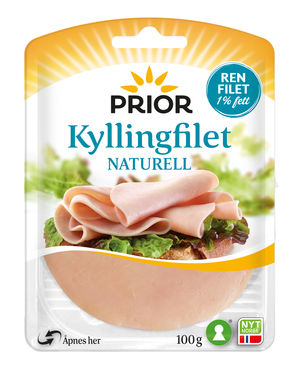 PRIOR
REN
FILET
1% fett
Kyllingfilet
NATURELL
Åpnes her
100g
NYT
NORGE